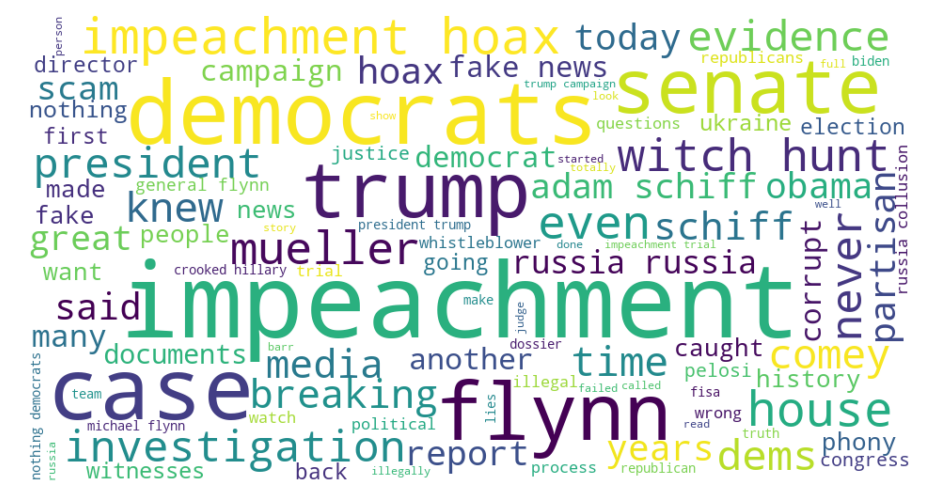 person
impeachment hoax
today
evidence
director
campaign
hoax
fake news
republicans
full
biden
scam
trump campaign
look
senate
nothing
democrats
show
questions
ukraine
election
first
president
justice
democrat
started
totally
witch hunt
made
general flynn
trump
adam schiff
obama
knew
fake
news
even
schiff
well
never
partisan
russia collusion
great
people
president trump
story
mueller
whistleblower
done
impeachment trial
corrupt
want
crooked hillary
trial
going
russia russia
said
impeachment
make
judge
many
documents
barr
media
another
dossier
time
caught
comey
nothing democrats
case
team
breaking
flynn
illegal
failed
called
pelosi
fisa
history
house
michael flynn
watch
political
lies
read
wrong
truth
russia
investigation
report
years
dems
phony
witnesses
back
illegally
process
republican
congress